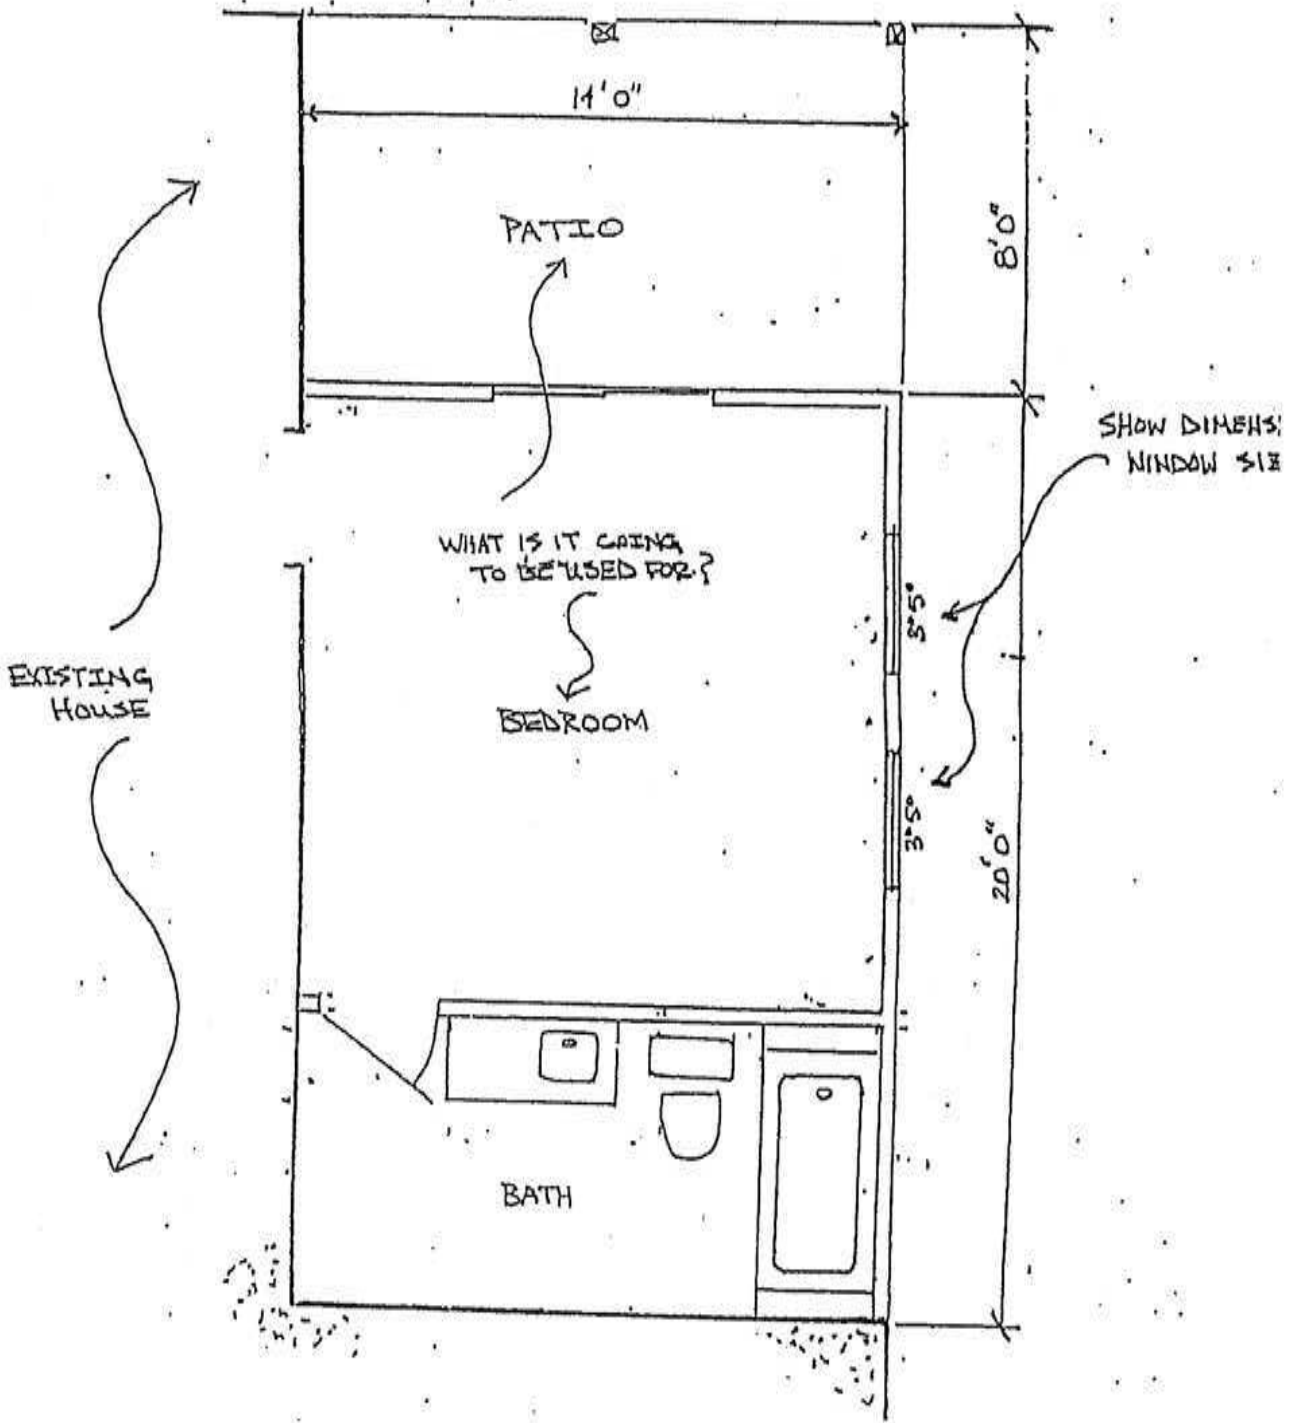 14'0"
PATIO
8'0"
SHOW DIMENS
WINDOW SIZ
WHAT IS IT GOING
TO BE USED FOR?
3°5°
EXISTING
HOUSE
BEDROOM
3°5°
20'0"
BATH